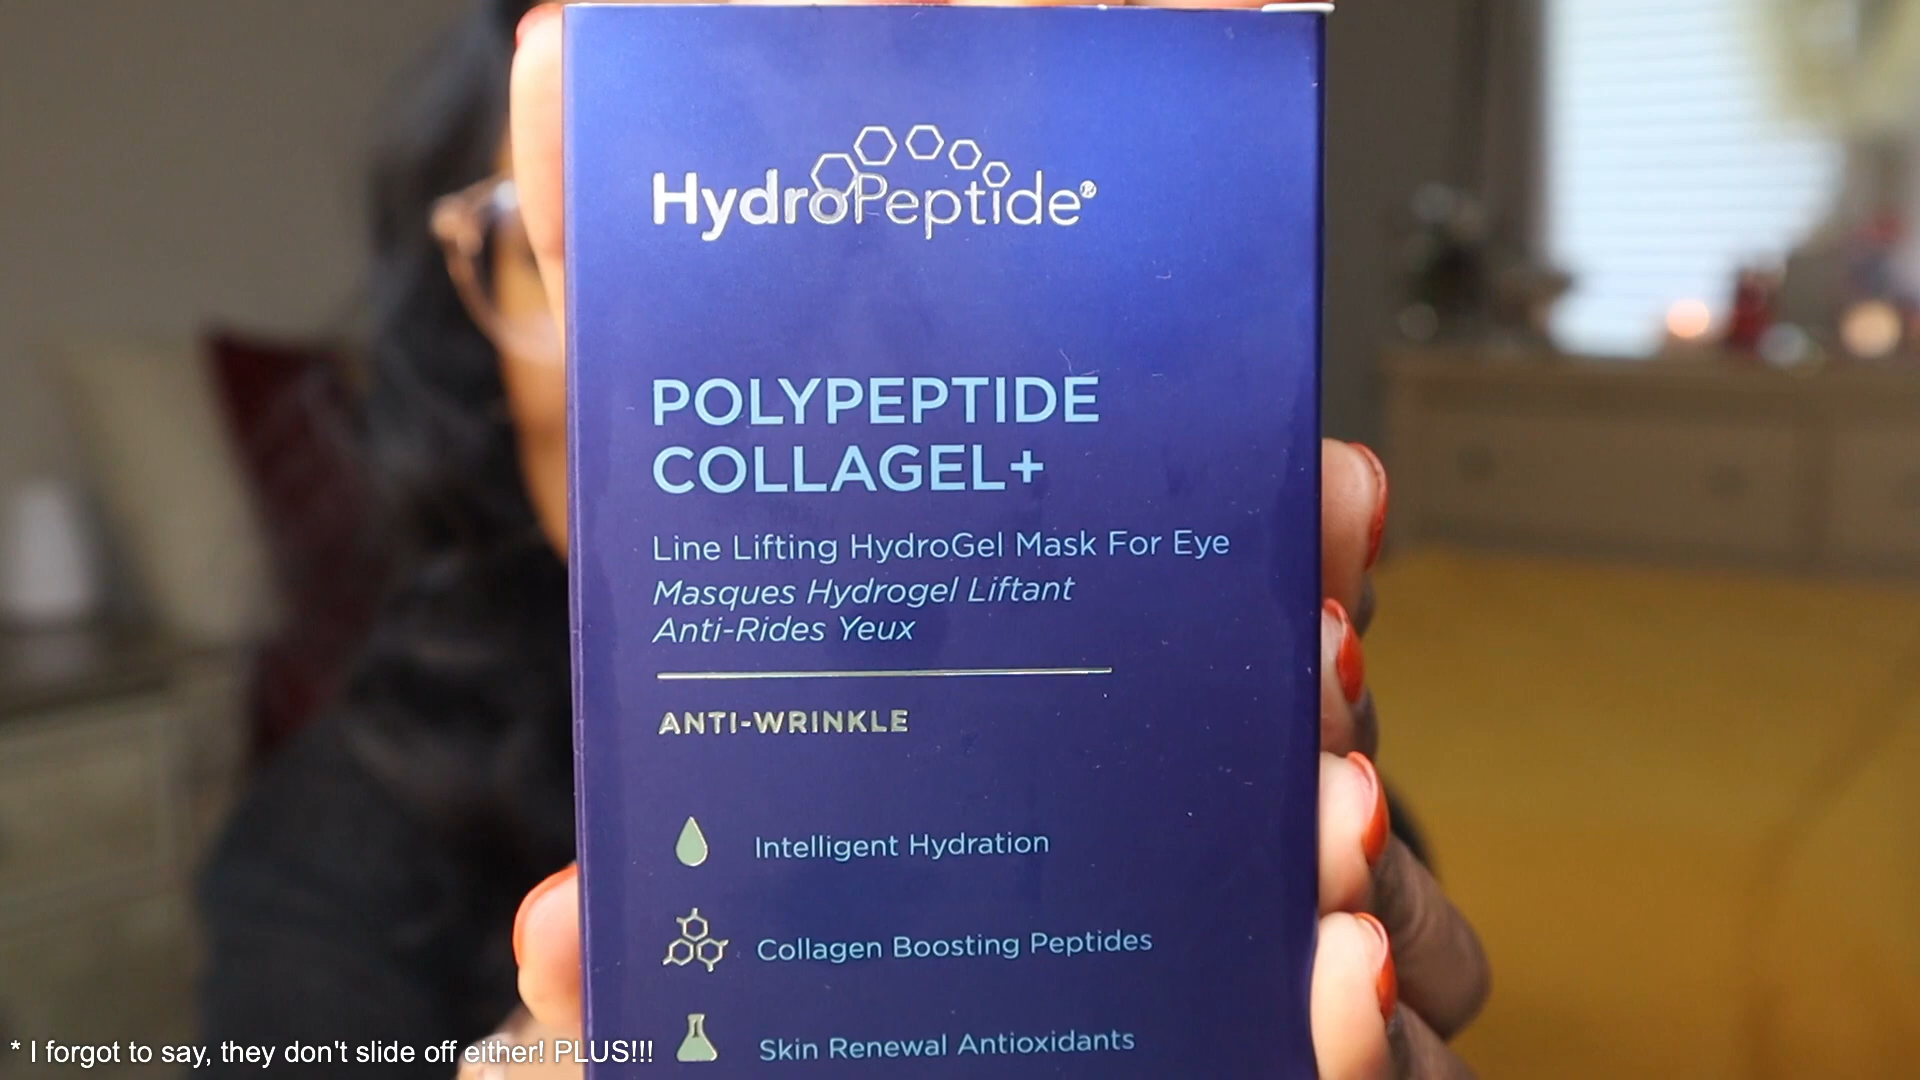 HydroPeptide®
POLYPEPTIDE
COLLAGEL+
Line Lifting HydroGel Mask For Eye
Masques Hydrogel Liftant
Anti-Rides Yeux
ANTI-WRINKLE
Intelligent Hydration
Collagen Boosting Peptides
Skin Renewal Antioxidants
* I forgot to say, they don't slide off either! PLUS!!!